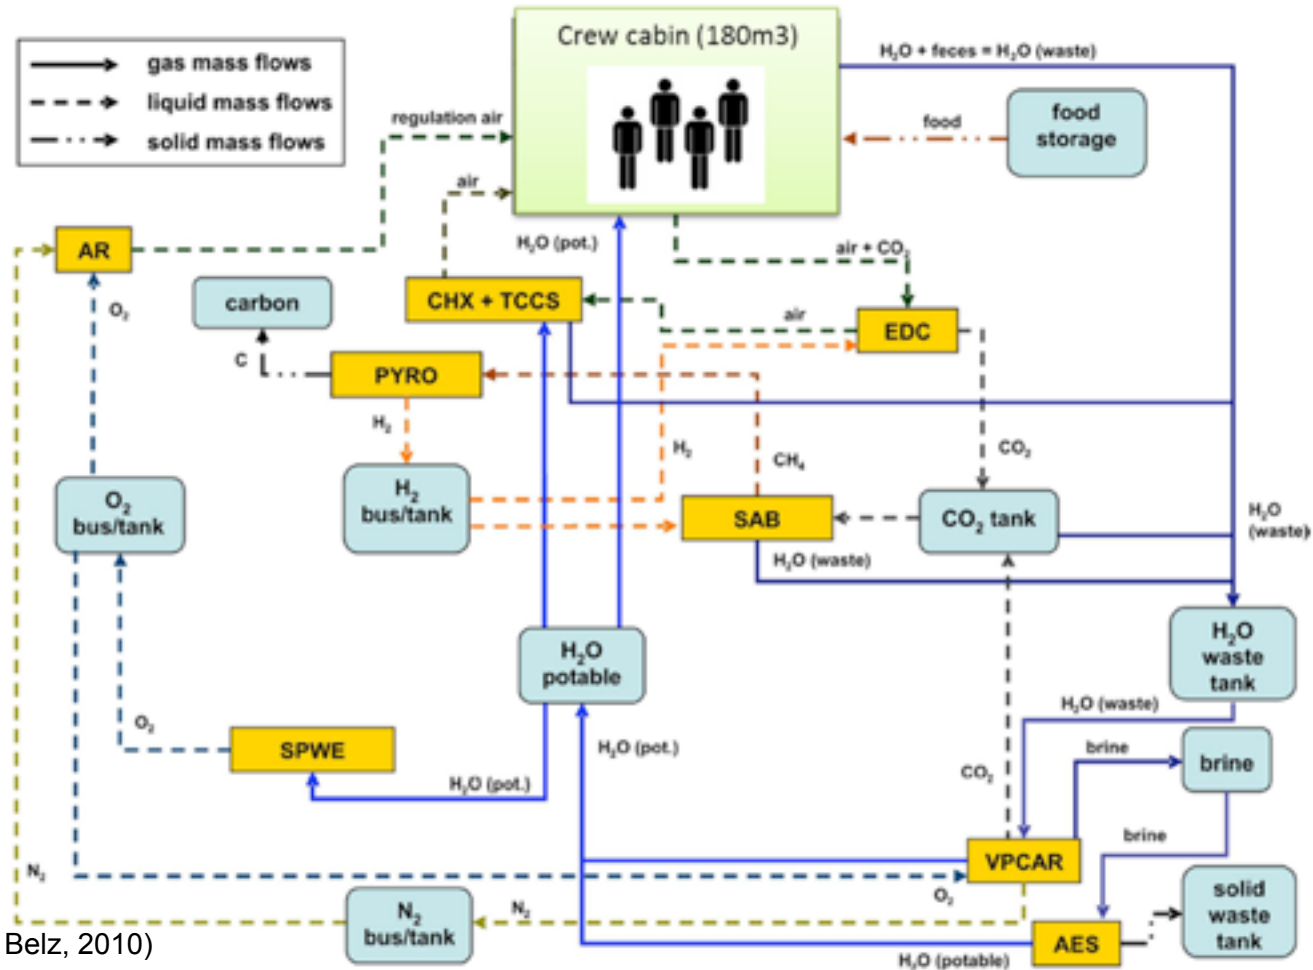 gas mass flows
liquid mass flows
solid mass flows
Crew cabin (180m3)
H₂O + feces = H₂O (waste)
food
storage
food
regulation air
air
AR
O₂
carbon
C
CHX + TCCS
H₂O (pot.)
air + CO₂
air
EDC
PYRO
H₂
H₂
CH₄
CO₂
O₂
bus/tank
H₂
bus/tank
SAB
CO₂ tank
H₂O
(waste)
H₂O (waste)
H₂O
potable
H₂O
waste
tank
O₂
SPWE
H₂O (pot.)
H₂O (pot.)
H₂O (waste)
CO₂
brine
brine
brine
VPCAR
N₂
O₂
N₂
bus/tank
N₂
AES
solid
waste
tank
H₂O (potable)
Belz, 2010)